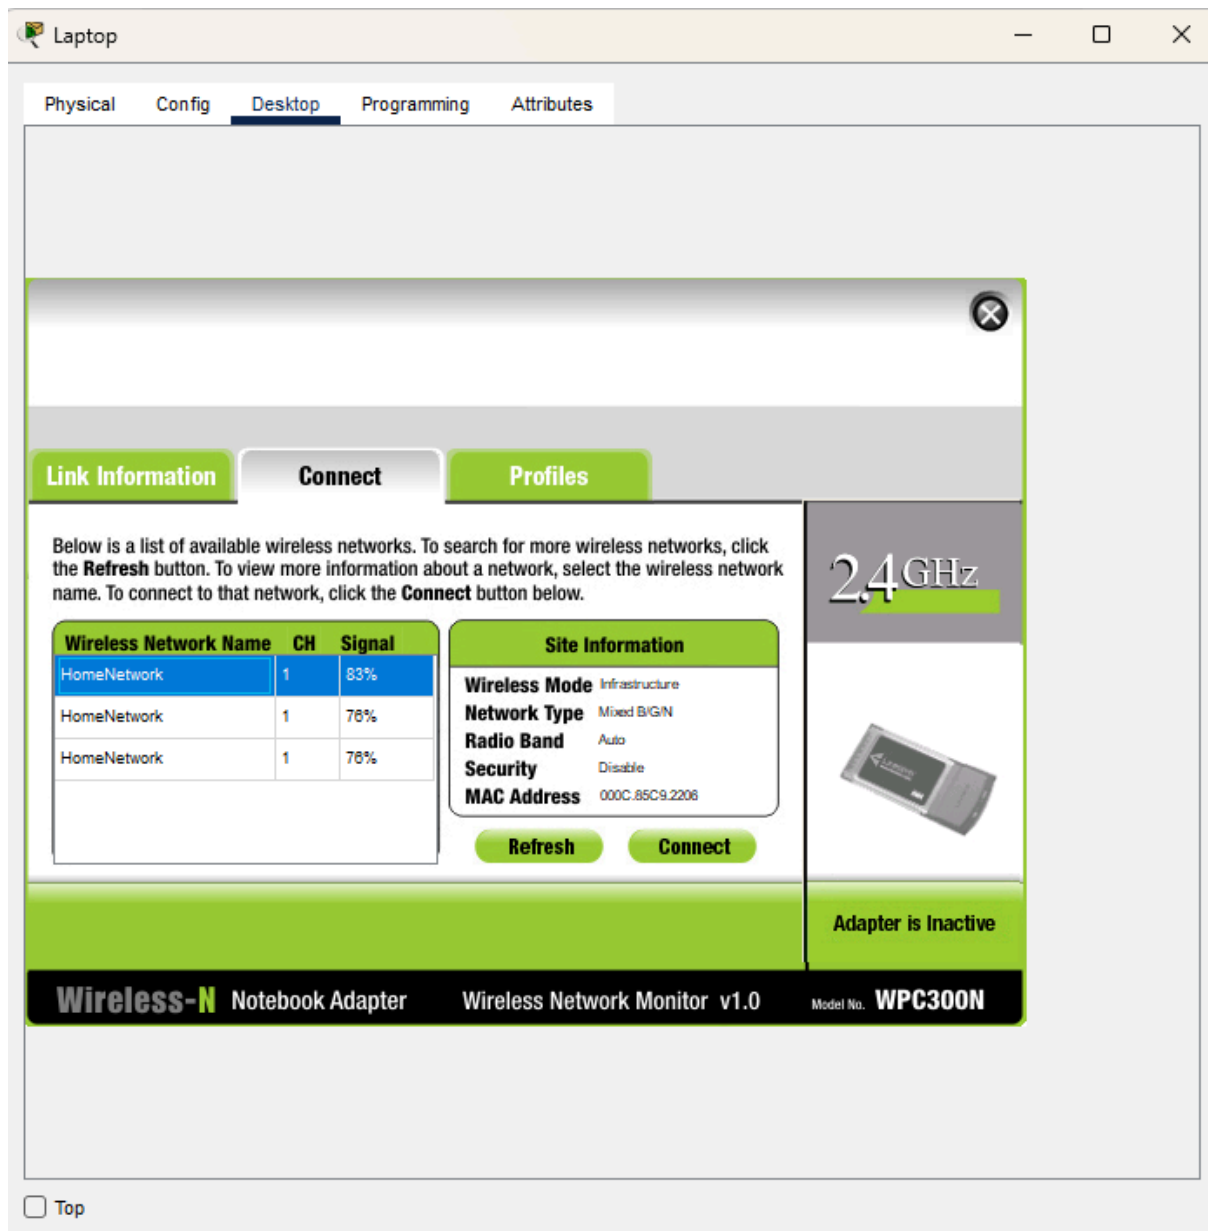 Laptop
Physical Config Desktop Programming Attributes
Link Information Connect Profiles
Below is a list of available wireless networks. To search for more wireless networks, click
the Refresh button. To view more information about a network, select the wireless network
name. To connect to that network, click the Connect button below.
2.4GHz
Wireless Network Name CH Signal
HomeNetwork 1 83%
HomeNetwork 1 76%
HomeNetwork 1 76%
Site Information
Wireless Mode Infrastructure
Network Type Mixed B/G/N
Radio Band Auto
Security Disable
MAC Address 000C.85C9.2206
Refresh Connect
Adapter is Inactive
Wireless-N Notebook Adapter Wireless Network Monitor v1.0 Model No. WPC300N
Top